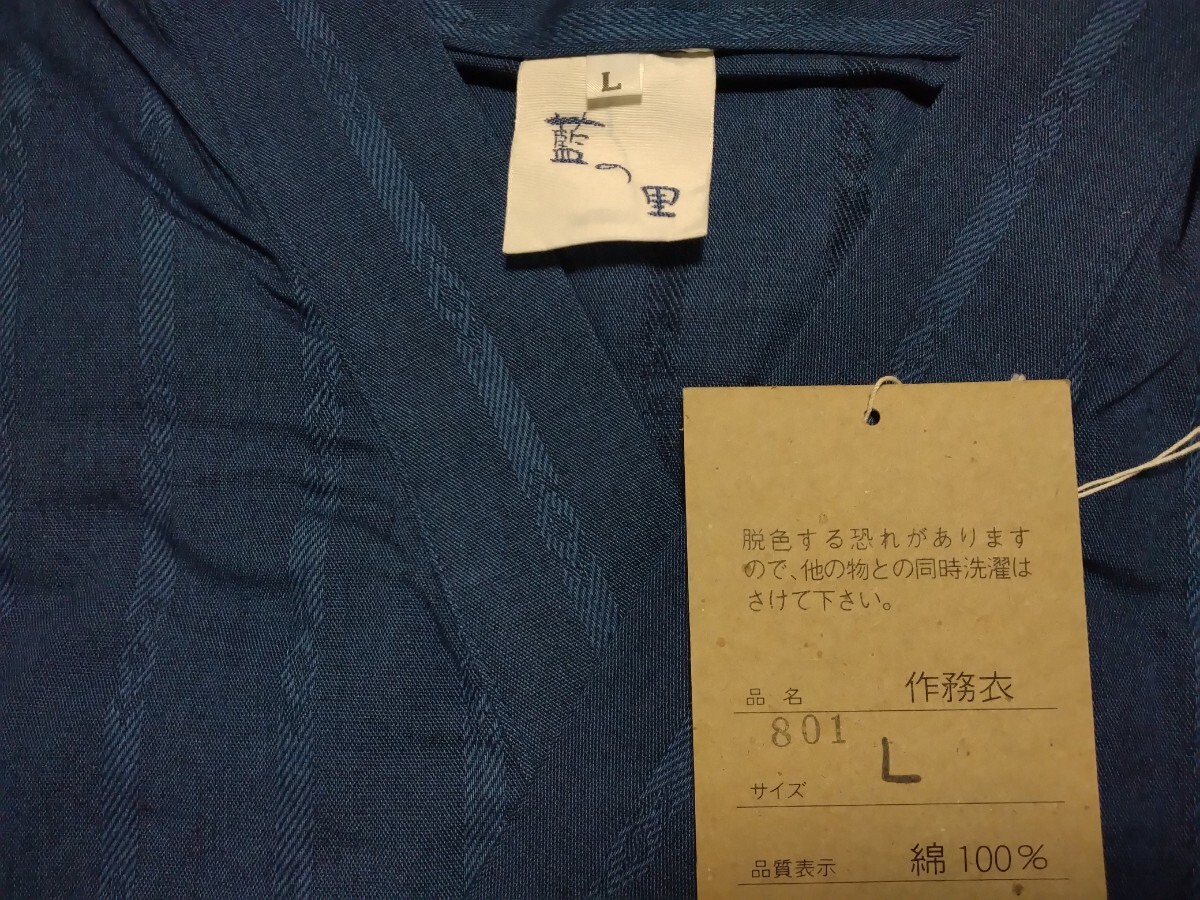 L
藍の里
脱色する恐れがあります
ので、他の物との同時洗濯は
さけて下さい。
品名 作務衣
801
サイズ L
品質表示 綿100%